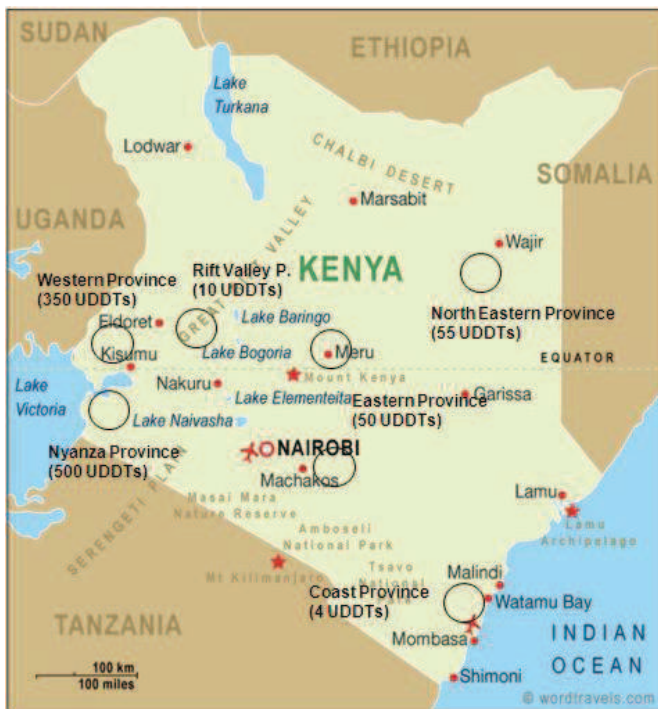 SUDAN
ETHIOPIA
Lake
Turkana
Lodwar
CHALBI DESERT
SOMALIA
Marsabit
UGANDA
GREAT RIFT VALLEY
Wajir
KENYA
Western Province
(350 UDDTs)
Rift Valley P.
(10 UDDTs)
North Eastern Province
(55 UDDTs)
Eldoret
Lake Baringo
Kisumu
Lake Bogoria
Meru
EQUATOR
Lake
Victoria
Nakuru
Mount Kenya
Lake Elementeita
Garissa
Eastern Province
(50 UDDTs)
Lake Naivasha
Nyanza Province
(500 UDDTs)
NAIROBI
Machakos
SERENGETI PLAIN
Masai Mara
Nature Reserve
Lamu
Amboseli
National Park
Lamu
Archipelago
Mt Kilimanjaro
Tsavo
National
Malindi
Coast Province
(4 UDDTs)
Watamu Bay
TANZANIA
Mombasa
INDIAN
OCEAN
100 km
100 miles
Shimoni
© wordtravels.com